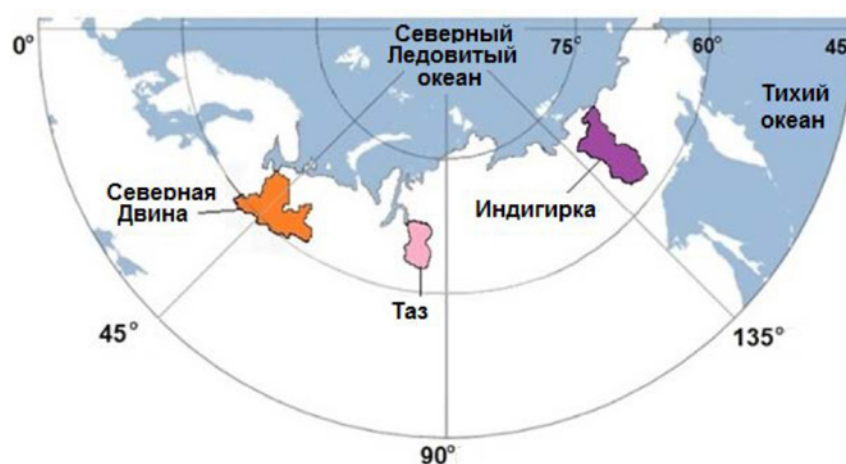 Северный
Ледовитый
океан
0°
75°
60°
45
Тихий
океан
Северная
Двина
Индигирка
Таз
45°
135°
90°